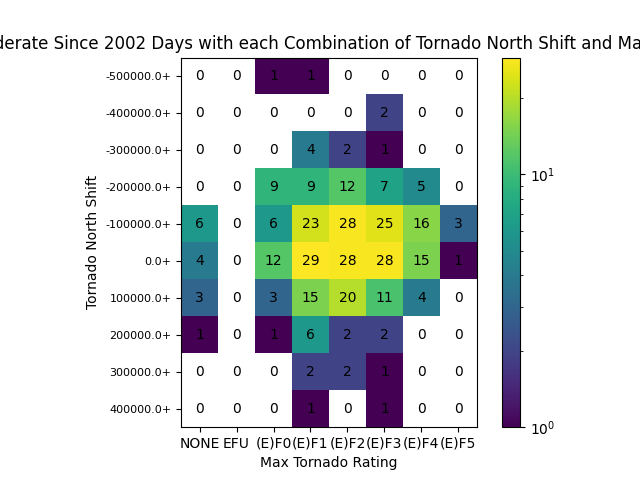 derate Since 2002 Days with each Combination of Tornado North Shift and Ma
-500000.0+ 0 0 1 1 0 0 0 0
-400000.0+ 0 0 0 0 0 2 0 0
-300000.0+ 0 0 0 4 2 1 0 0
-200000.0+ 0 0 9 9 12 7 5 0
-100000.0+ 6 0 6 23 28 25 16 3
0.0+ 4 0 12 29 28 28 15 1
100000.0+ 3 0 3 15 20 11 4 0
200000.0+ 1 0 1 6 2 2 0 0
300000.0+ 0 0 0 2 2 1 0 0
400000.0+ 0 0 0 1 0 1 0 0
NONE EFU (E)F0 (E)F1 (E)F2 (E)F3 (E)F4 (E)F5
Max Tornado Rating
Tornado North Shift
10¹
10⁰